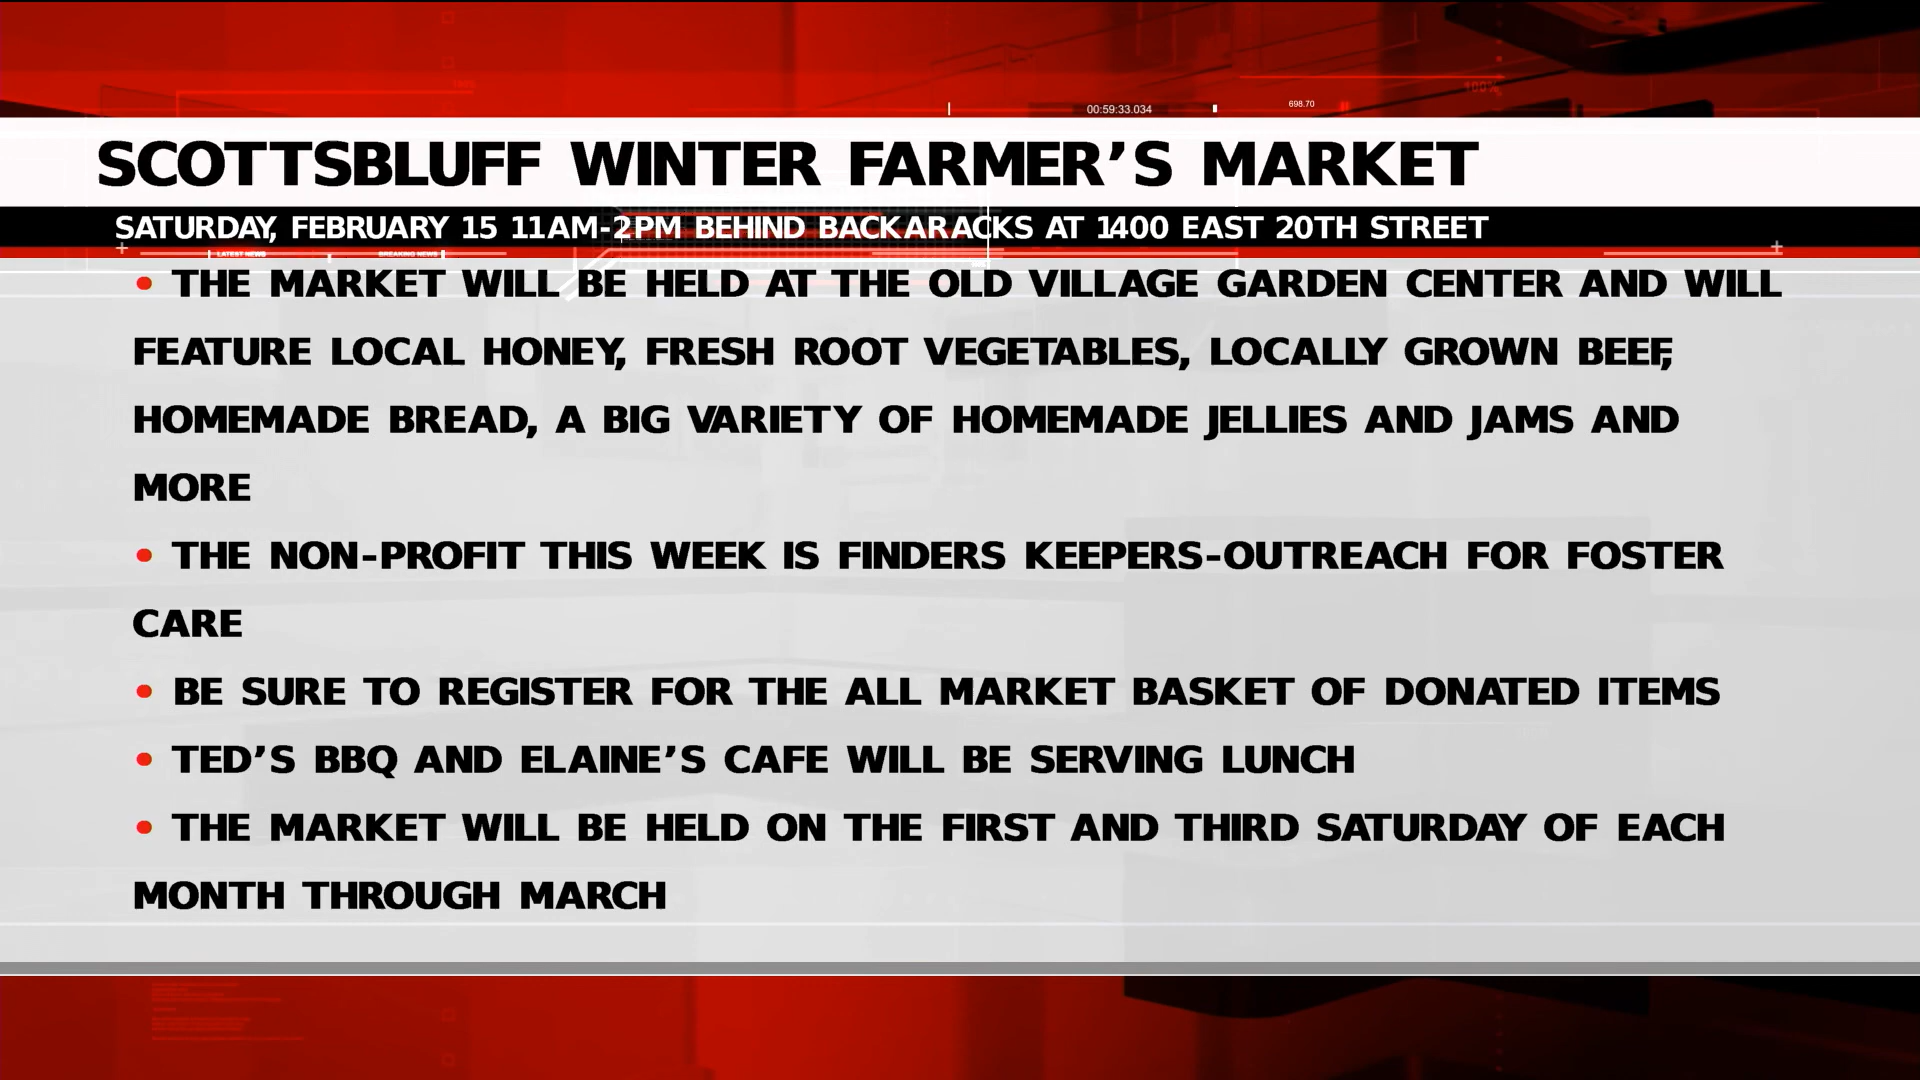 100%
00:59:33.034
698.70
SCOTTSBLUFF WINTER FARMER’S MARKET
SATURDAY, FEBRUARY 15 11AM-2PM BEHIND BACKARACKS AT 1400 EAST 20TH STREET
LATEST NEWS BREAKING NEWS
• THE MARKET WILL BE HELD AT THE OLD VILLAGE GARDEN CENTER AND WILL
FEATURE LOCAL HONEY, FRESH ROOT VEGETABLES, LOCALLY GROWN BEEF,
HOMEMADE BREAD, A BIG VARIETY OF HOMEMADE JELLIES AND JAMS AND
MORE
• THE NON-PROFIT THIS WEEK IS FINDERS KEEPERS-OUTREACH FOR FOSTER
CARE
• BE SURE TO REGISTER FOR THE ALL MARKET BASKET OF DONATED ITEMS
• TED’S BBQ AND ELAINE’S CAFE WILL BE SERVING LUNCH
• THE MARKET WILL BE HELD ON THE FIRST AND THIRD SATURDAY OF EACH
MONTH THROUGH MARCH